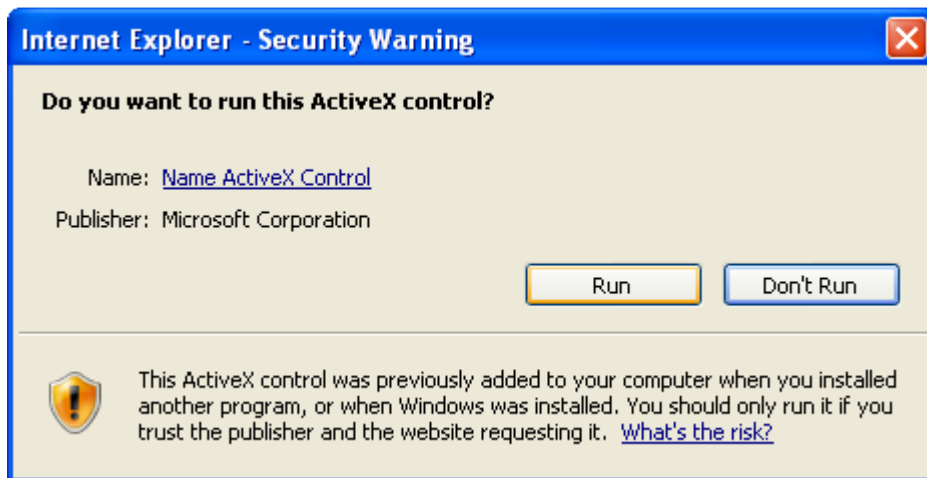 Internet Explorer - Security Warning
Do you want to run this ActiveX control?
Name: Name ActiveX Control
Publisher: Microsoft Corporation
Run Don't Run
This ActiveX control was previously added to your computer when you installed
another program, or when Windows was installed. You should only run it if you
trust the publisher and the website requesting it. What's the risk?